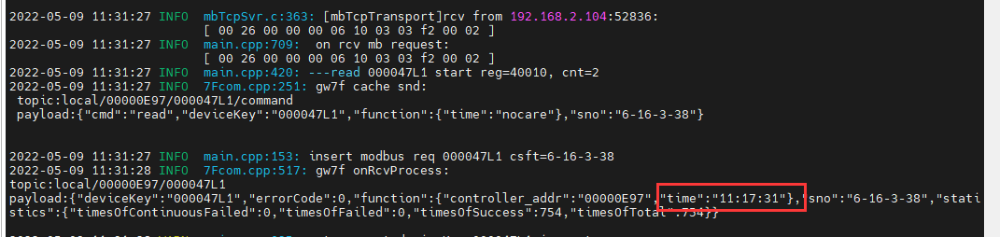 2022-05-09 11:31:27 INFO  mbTcpSvr.c:363: [mbTcpTransport]rcv from 192.168.2.104:52836:
[ 00 26 00 00 00 06 10 03 03 f2 00 02 ]
2022-05-09 11:31:27 INFO  main.cpp:709:  on rcv mb request:
[ 00 26 00 00 00 06 10 03 03 f2 00 02 ]
2022-05-09 11:31:27 INFO  main.cpp:420: ---read 000047L1 start reg=40010, cnt=2
2022-05-09 11:31:27 INFO  7Fcom.cpp:251: gw7f cache snd:
topic:local/00000E97/000047L1/command
payload:{"cmd":"read","deviceKey":"000047L1","function":{"time":"nocare"},"sno":"6-16-3-38"}
2022-05-09 11:31:27 INFO  main.cpp:153: insert modbus req 000047L1 csft=6-16-3-38
2022-05-09 11:31:28 INFO  7Fcom.cpp:517: gw7f onRcvProcess:
topic:local/00000E97/000047L1
payload:{"deviceKey":"000047L1","errorCode":0,"function":{"controller_addr":"00000E97","time":"11:17:31"},"sno":"6-16-3-38","stati
stics":{"timesOfContinuousFailed":0,"timesOfFailed":0,"timesOfSuccess":754,"timesOfTotal":754}}